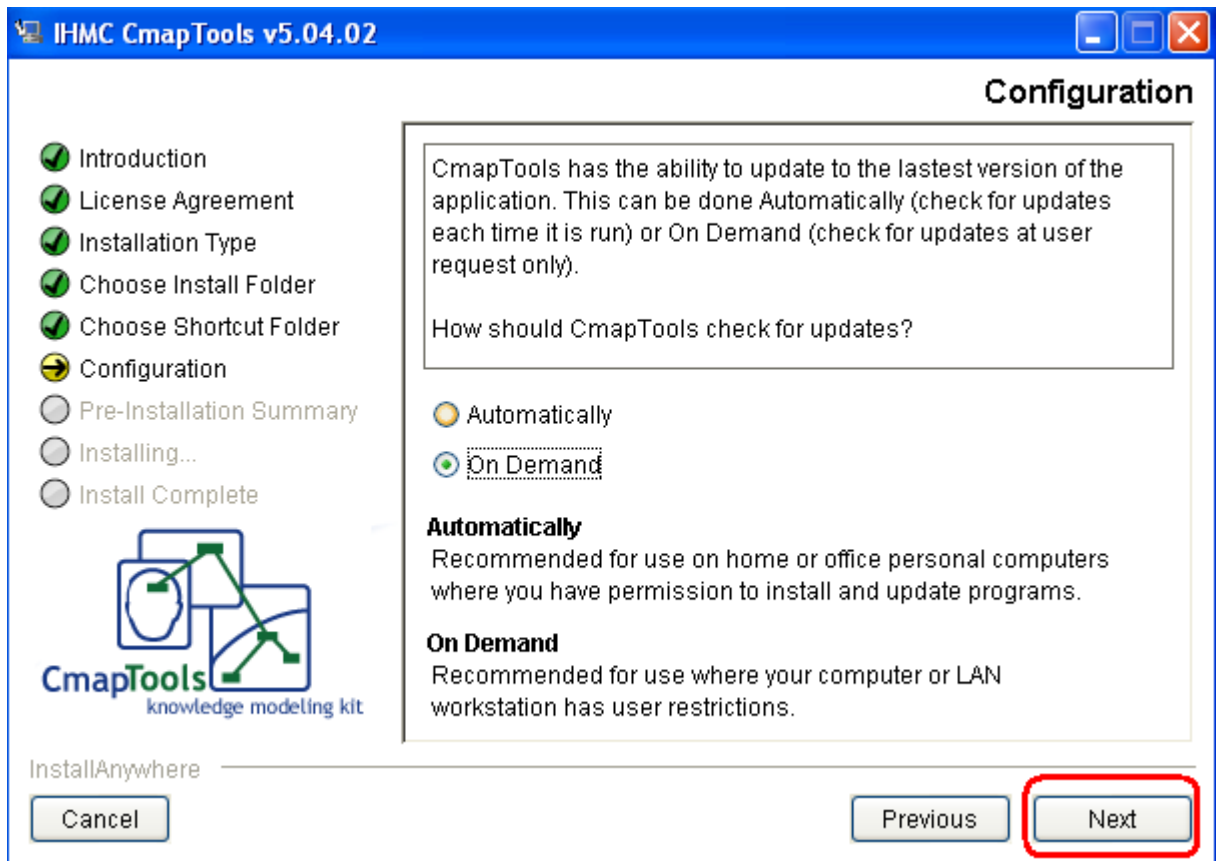 IHMC CmapTools v5.04.02
Configuration
Introduction
License Agreement
Installation Type
Choose Install Folder
Choose Shortcut Folder
Configuration
Pre-Installation Summary
Installing...
Install Complete
CmapTools
knowledge modeling kit
CmapTools has the ability to update to the lastest version of the
application. This can be done Automatically (check for updates
each time it is run) or On Demand (check for updates at user
request only).
How should CmapTools check for updates?
Automatically
On Demand
Automatically
Recommended for use on home or office personal computers
where you have permission to install and update programs.
On Demand
Recommended for use where your computer or LAN
workstation has user restrictions.
InstallAnywhere
Cancel
Previous
Next